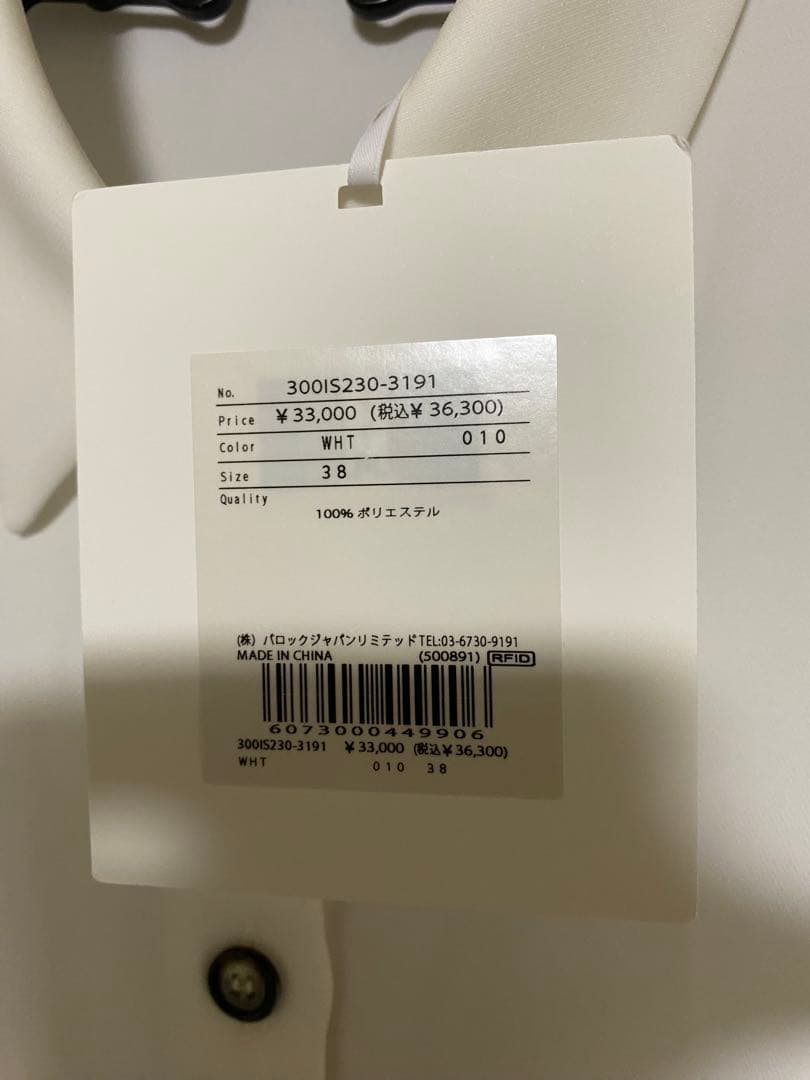 No. 300IS230-3191
Price ¥33,000 (税込¥36,300)
Color WHT 010
Size 38
Quality
100% ポリエステル
(株) バロックジャパンリミテッドTEL:03-6730-9191
MADE IN CHINA (500891) RFID
6073000449906
300IS230-3191 ¥33,000 (税込¥36,300)
WHT 010 38